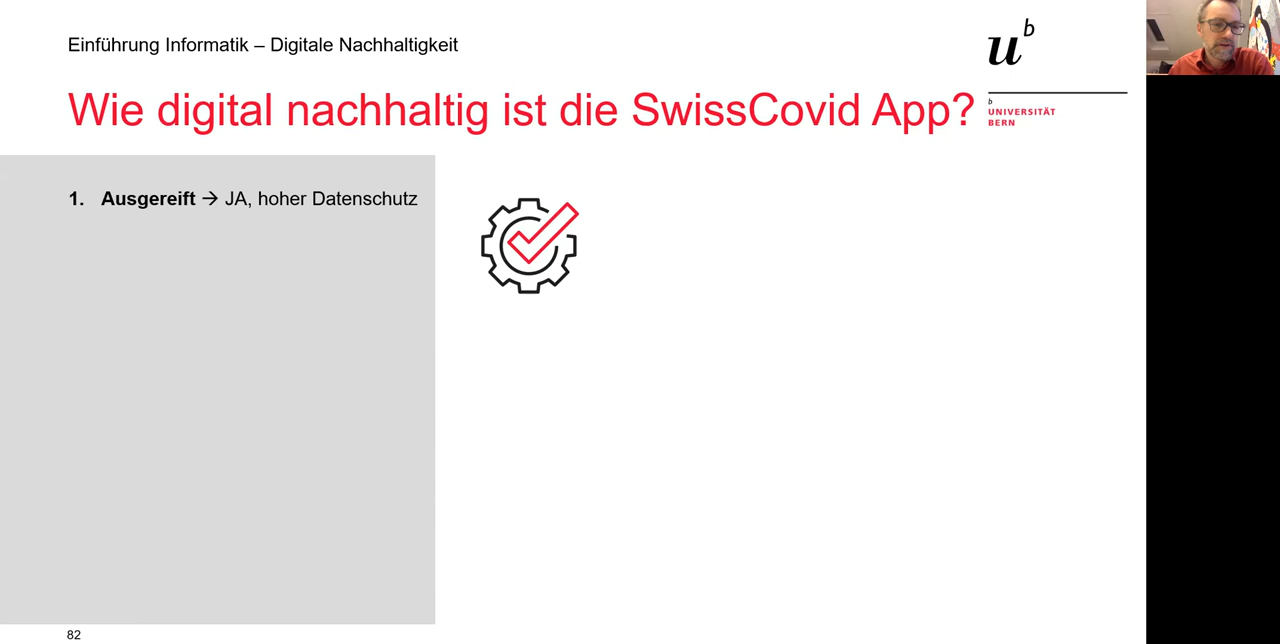 Einführung Informatik – Digitale Nachhaltigkeit
u b
Wie digital nachhaltig ist die SwissCovid App?
b
UNIVERSITÄT
BERN
1. Ausgereift → JA, hoher Datenschutz
82